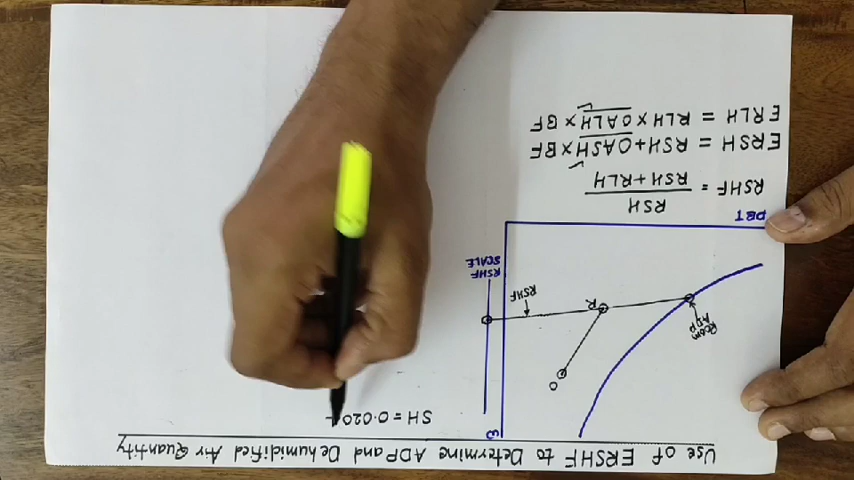 Use of ERSHF to Determine ADP and Dehumidified Air Quantity
ω
SH = 0.020
O
ROOM
ADP
R
RSHF
RSHF
SCALE
DBT
RSHF = RSH
RSH + RLH
ERSH = RSH + OASH × BF
ERLH = RLH × OALH × BF